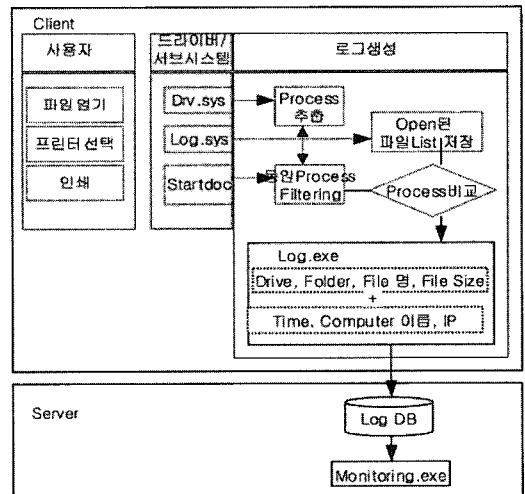 Client
사용자
드라이버/
서브시스템
로그생성
파일열기
프린터선택
인쇄
Drv.sys
Log.sys
Startdoc
Process
추출
Open된
파일List 저장
동일Process
Filtering
Process비교
Log.exe
Drive, Folder, File 명, File Size
+
Time, Computer 이름, IP
Server
Log DB
Monitoring.exe